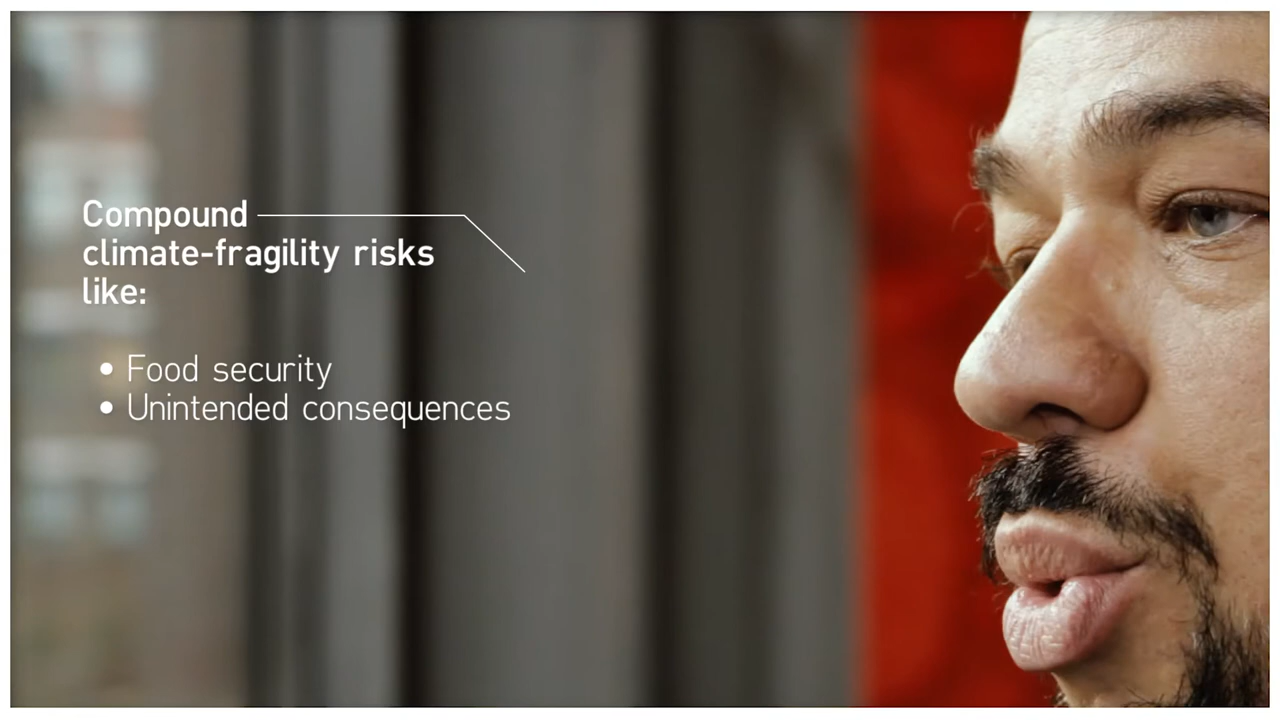 Compound
climate-fragility risks
like:
• Food security
• Unintended consequences